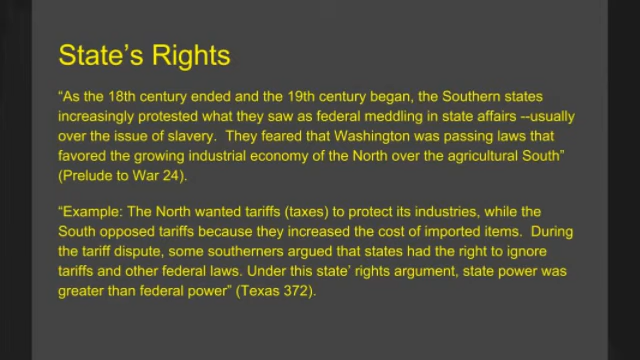 State’s Rights
“As the 18th century ended and the 19th century began, the Southern states
increasingly protested what they saw as federal meddling in state affairs --usually
over the issue of slavery.  They feared that Washington was passing laws that
favored the growing industrial economy of the North over the agricultural South”
(Prelude to War 24).
“Example: The North wanted tariffs (taxes) to protect its industries, while the
South opposed tariffs because they increased the cost of imported items.  During
the tariff dispute, some southerners argued that states had the right to ignore
tariffs and other federal laws. Under this state’ rights argument, state power was
greater than federal power” (Texas 372).